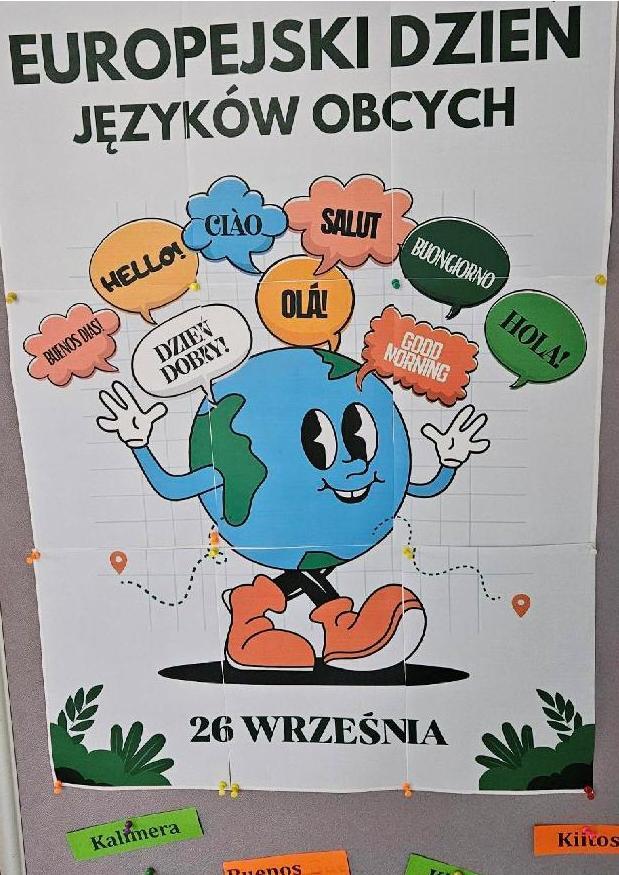 EUROPEJSKI DZIEN
JĘZYKÓW OBCYCH
HELLO!
CIÀO
SALUT
BUONGIORNO
BUENOS DIAS!
DZIEŃ
DOBRY!
OLÁ!
GOOD
MORNING
HOLA!
26 WRZEŚNIA
Kalimera
Kiitos
Buenos